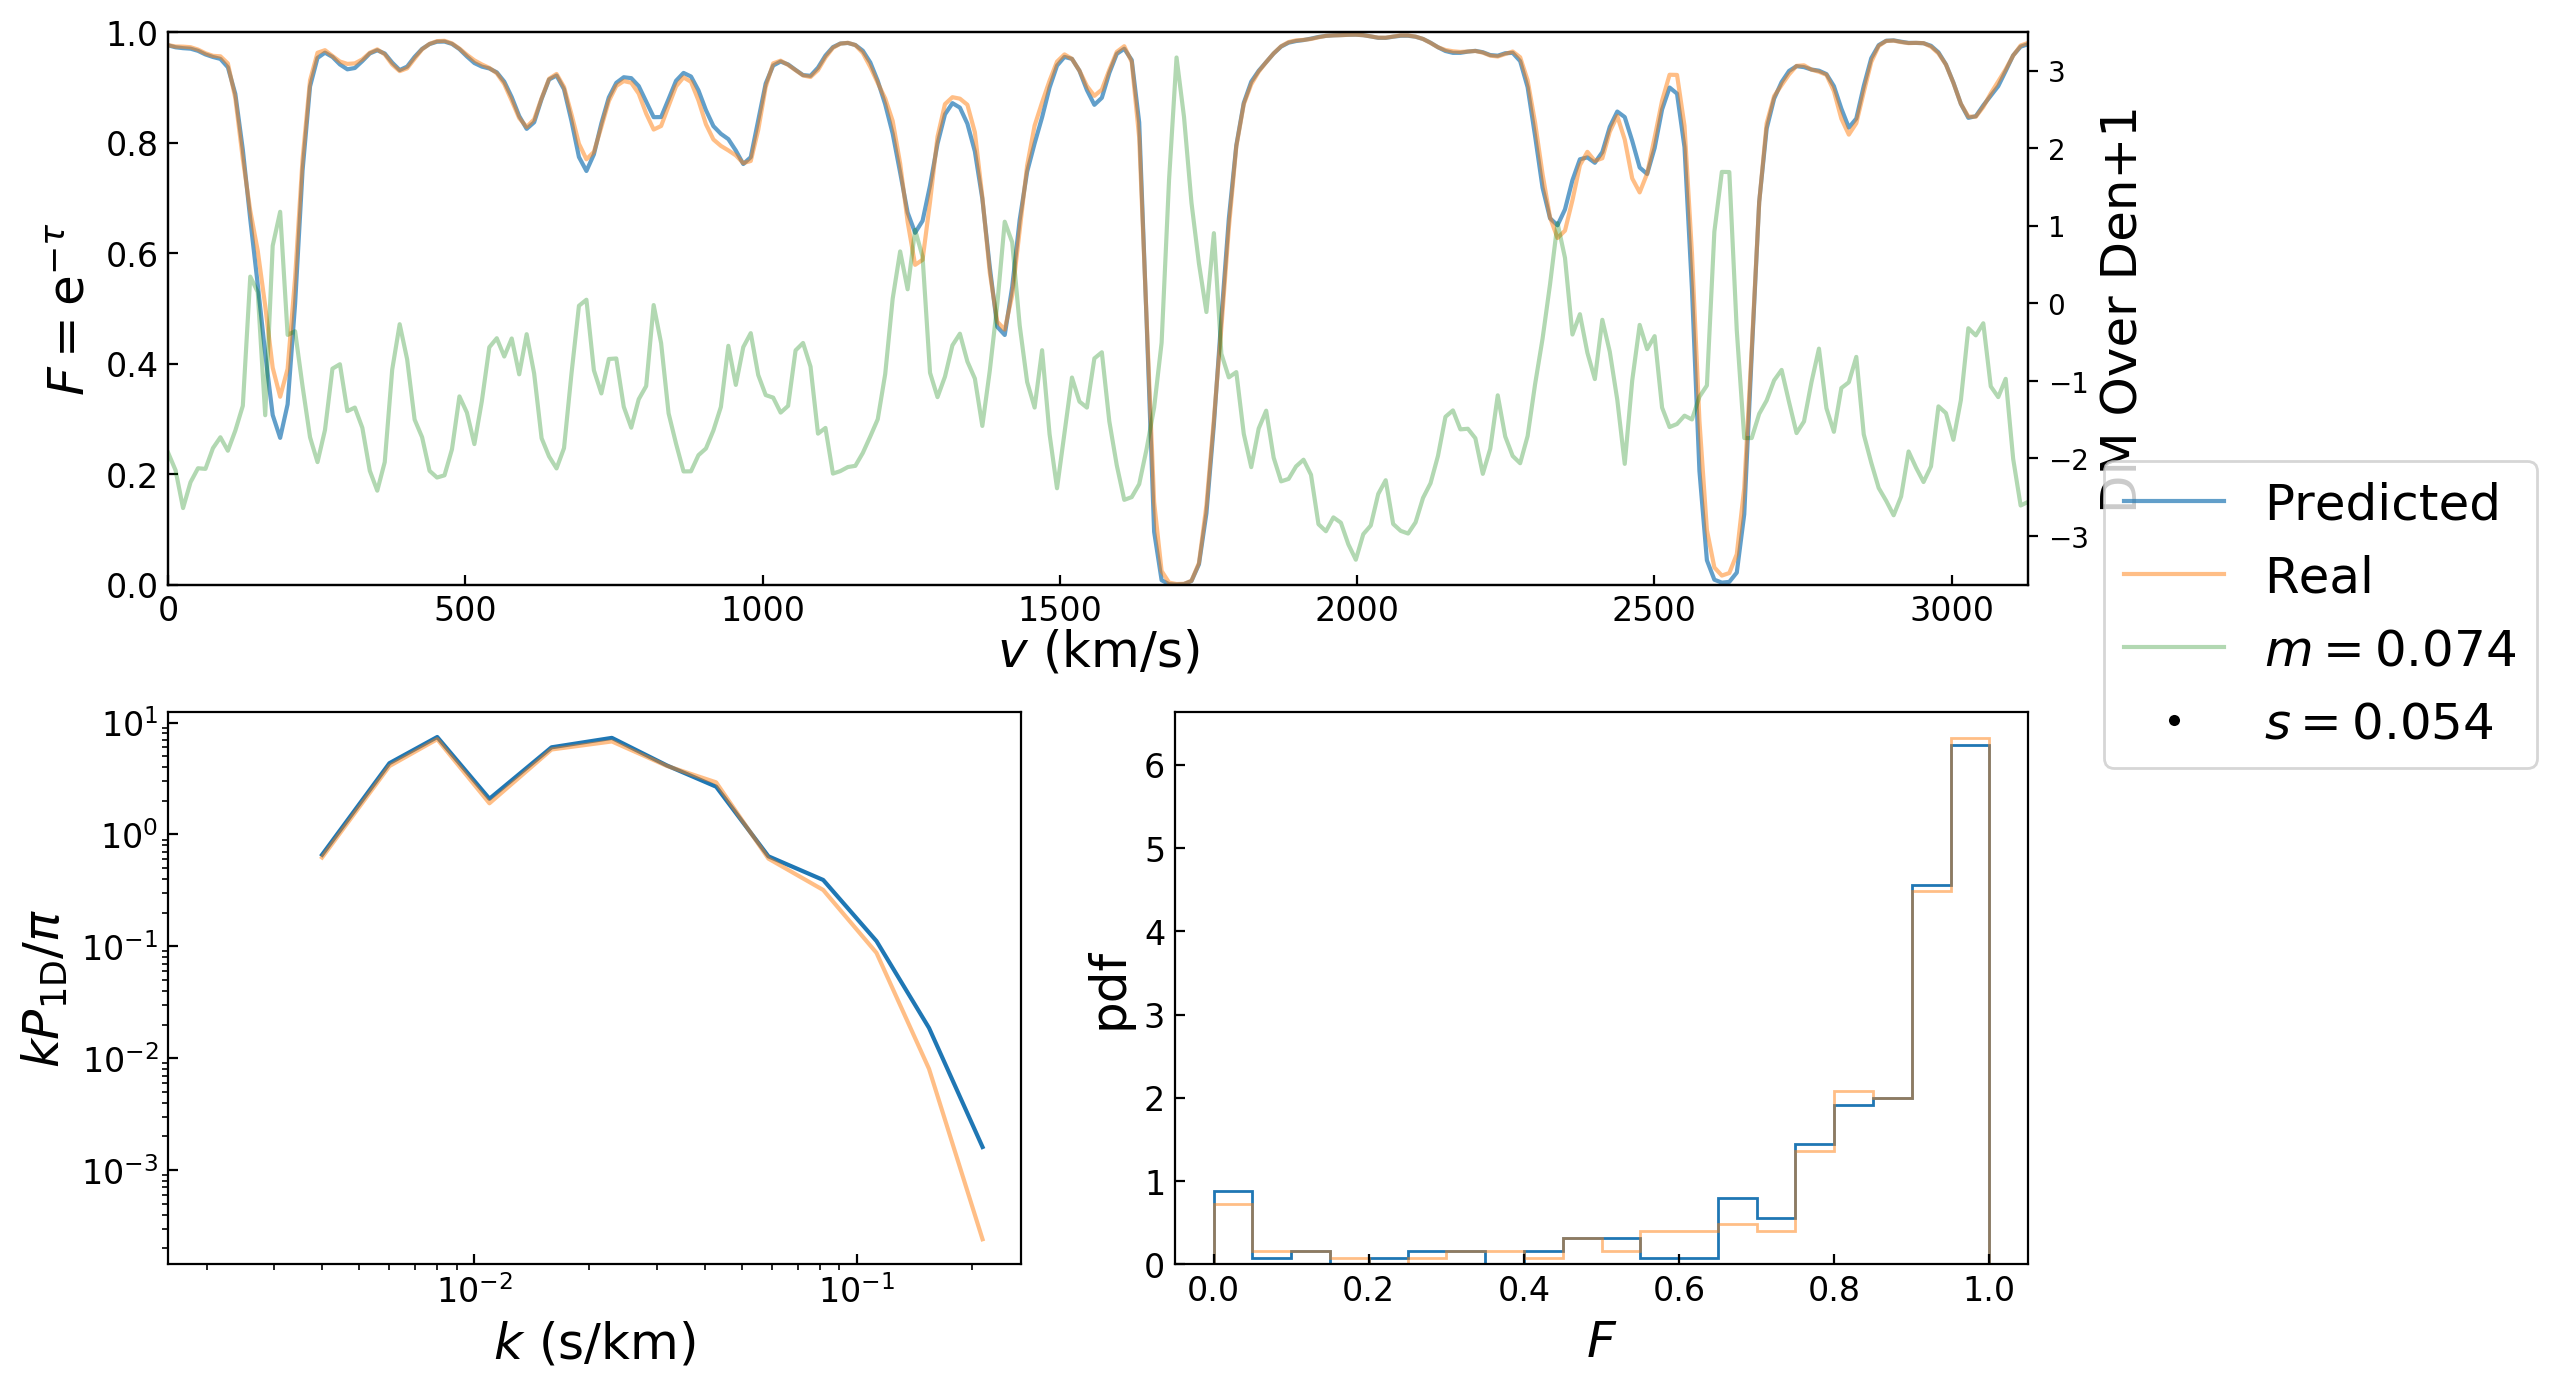 1.0
0.8
0.6
0.4
0.2
0.0
F = e^{−τ}
0 500 1000 1500 2000 2500 3000
v (km/s)
3
2
1
0
−1
−2
−3
DM Over Den+1
Predicted
Real
m = 0.074
s = 0.054
10^1
10^0
10^{−1}
10^{−2}
10^{−3}
kP_{1D}/π
10^{−2} 10^{−1}
k (s/km)
6
5
4
3
2
1
0
pdf
0.0 0.2 0.4 0.6 0.8 1.0
F